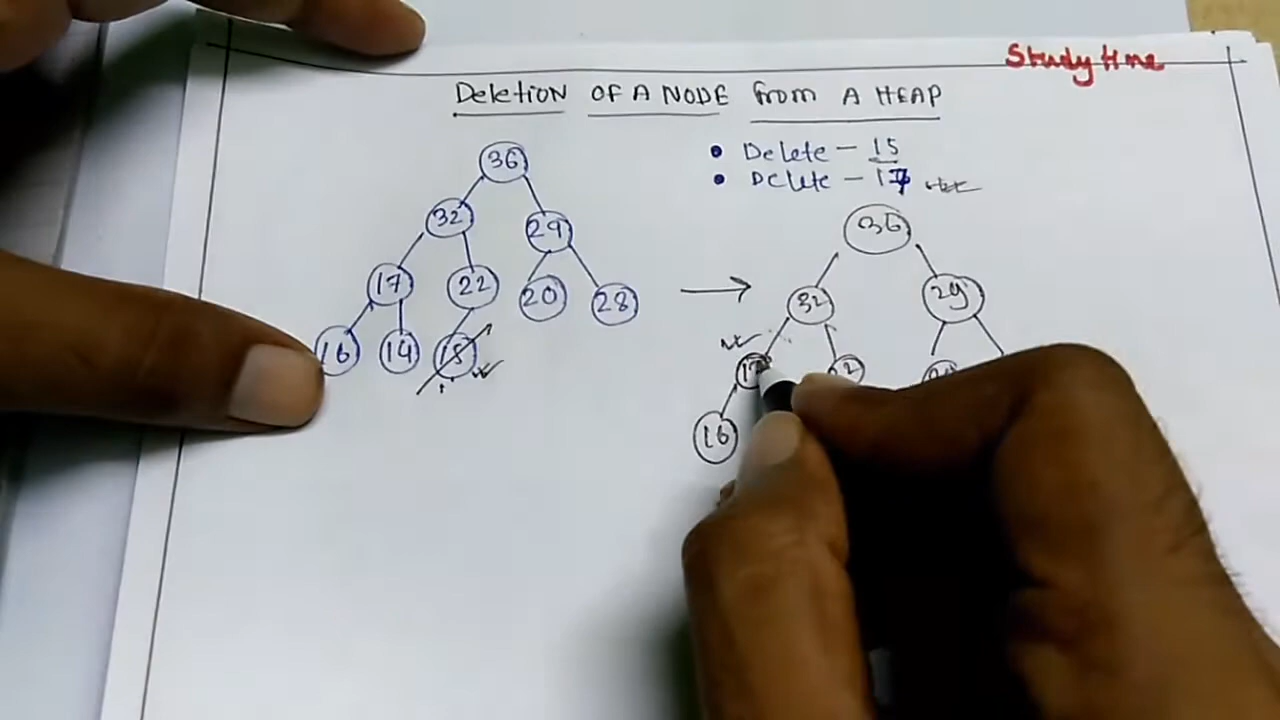 Study time
Deletion OF A NODE from A HEAP
• Delete – 15
• Delete – 17
36
32 29
17 22 20 28
16 14 15
36
32 29
17
16